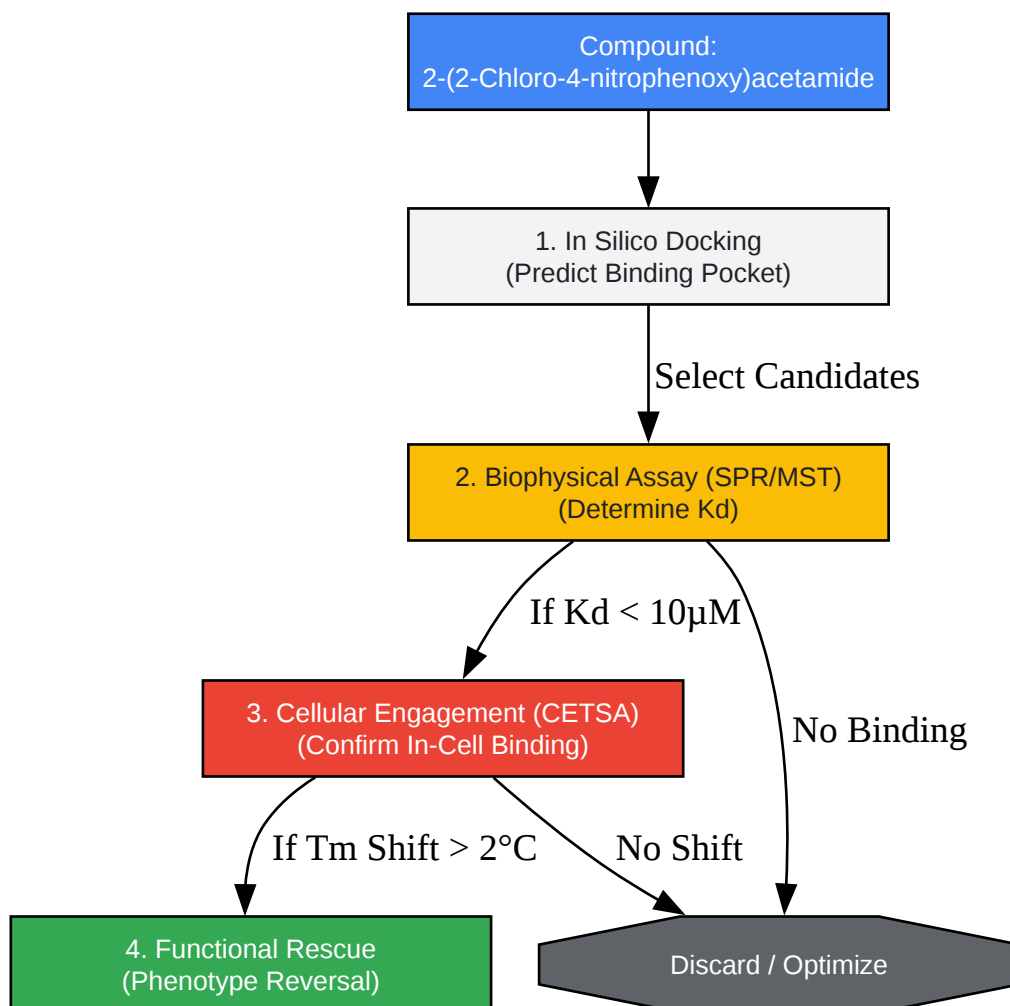 Compound:
2-(2-Chloro-4-nitrophenoxy)acetamide
1. In Silico Docking
(Predict Binding Pocket)
Select Candidates
2. Biophysical Assay (SPR/MST)
(Determine Kd)
If Kd < 10µM
No Binding
3. Cellular Engagement (CETSA)
(Confirm In-Cell Binding)
If Tm Shift > 2°C
No Shift
4. Functional Rescue
(Phenotype Reversal)
Discard / Optimize